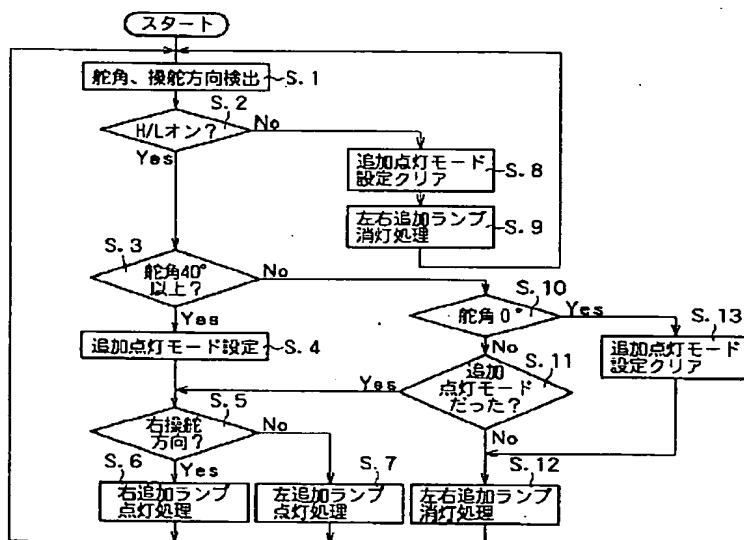 スタート
舵角、操舵方向検出
S.1
S.2
H/Lオン?
No
Yes
追加点灯モード
設定クリア
S.8
左右追加ランプ
消灯処理
S.9
S.3
舵角40°
以上?
No
Yes
S.10
舵角0°
Yes
No
S.13
追加点灯モード
設定クリア
追加点灯モード設定
S.4
S.11
追加
点灯モード
だった?
Yes
No
S.5
右操舵
方向?
No
Yes
S.6
右追加ランプ
点灯処理
S.7
左追加ランプ
点灯処理
S.12
左右追加ランプ
消灯処理